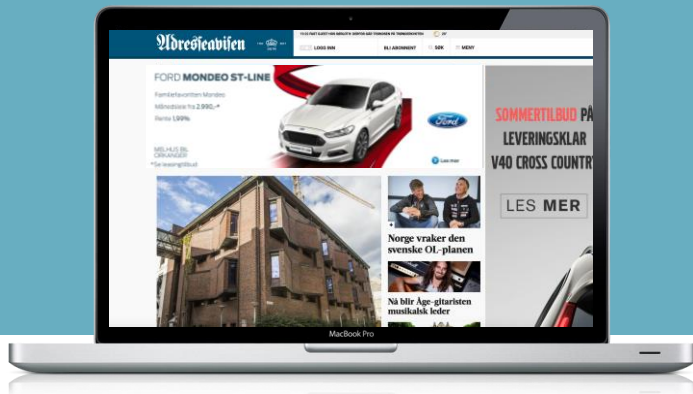 Adresseavisen
LOGG INN
BLI ABONNENT
SØK
MENY
FORD MONDEO ST-LINE
Familiefavoritten Mondeo
Månedsleie fra 2.990,-*
Rente 1,99%
MELHUS BIL
ORKANGER
*Se leasingtilbud
Ford
Les mer
SOMMERTILBUD PÅ
LEVERINGSKLAR
V40 CROSS COUNTRY
LES MER
Norge vraker den
svenske OL-planen
Nå blir Åge-gitaristen
musikalsk leder
MacBook Pro